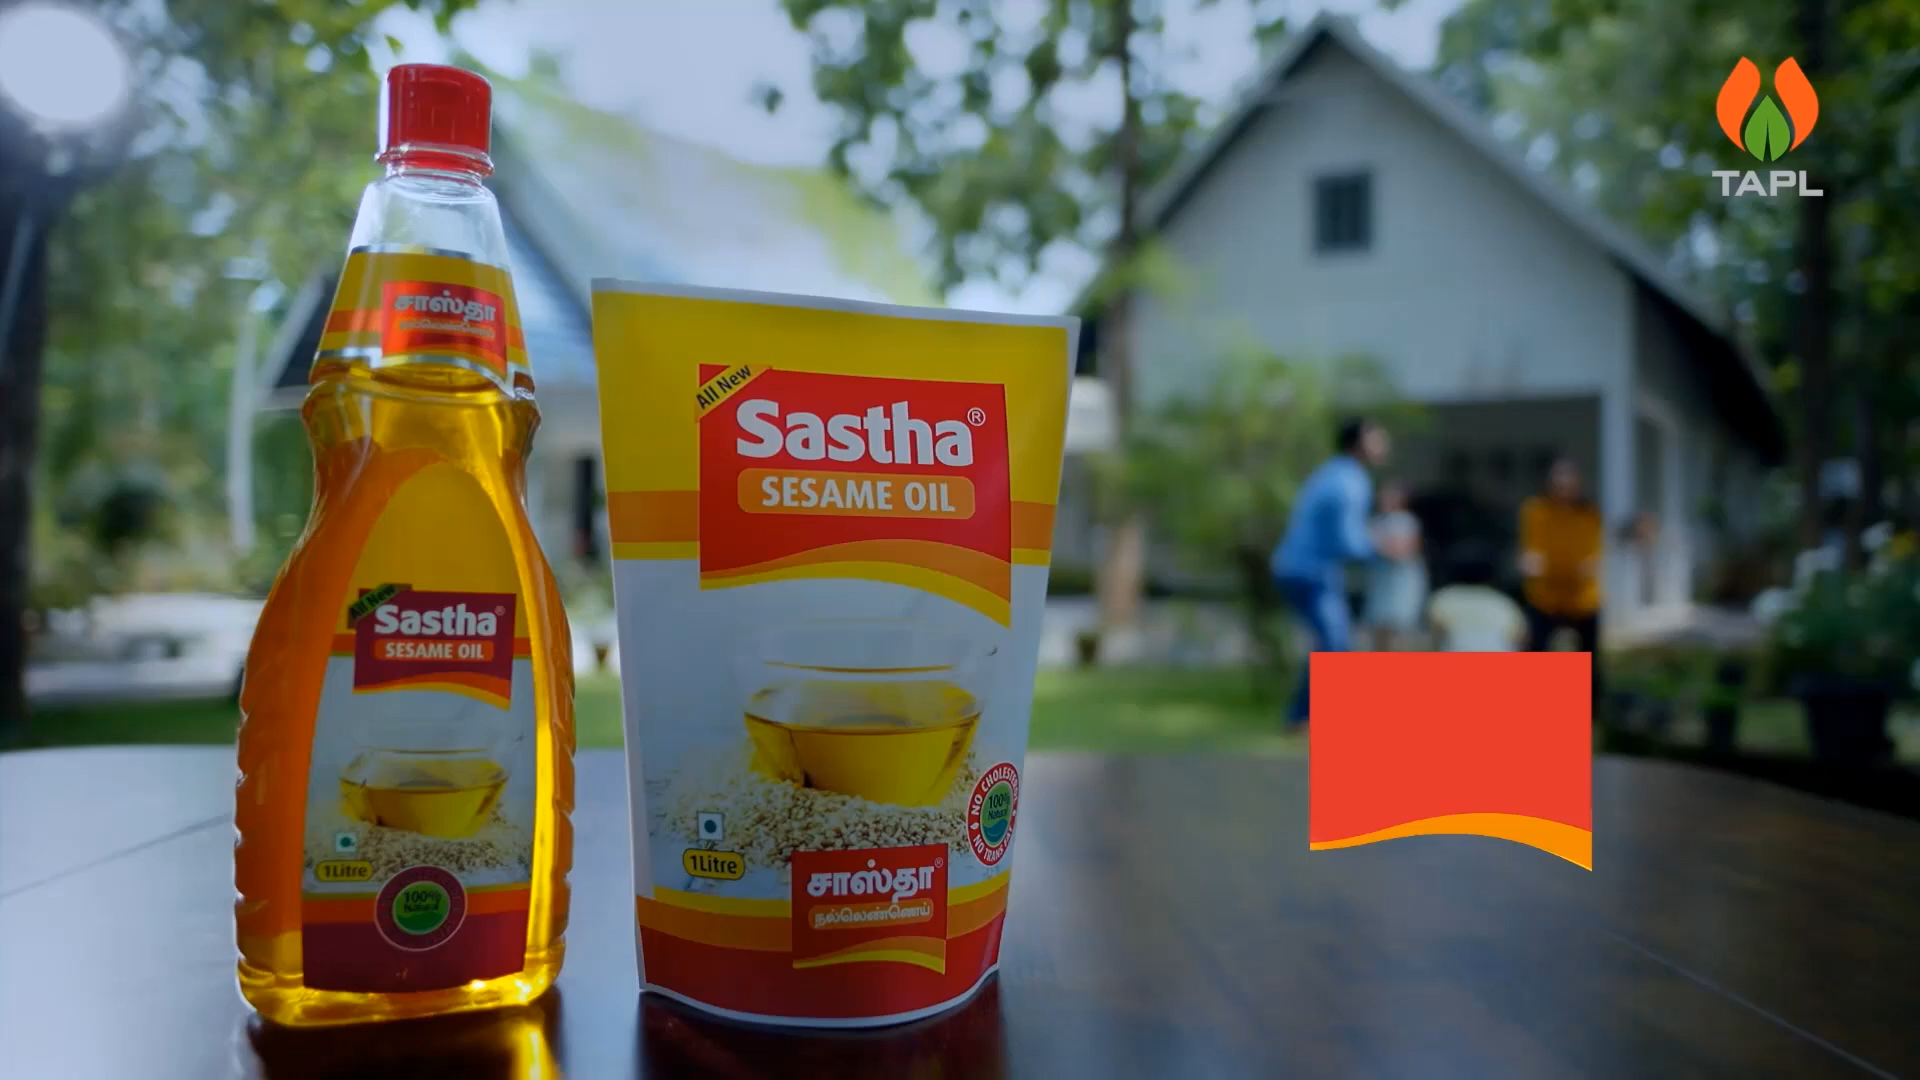 TAPL
சாஸ்தா
நல்லெண்ணெய்
All New
Sastha®
SESAME OIL
1Litre
100%
Natural
All New
Sastha®
SESAME OIL
NO CHOLESTEROL
100%
Natural
NO TRANS FAT
1Litre
சாஸ்தா®
நல்லெண்ணெய்